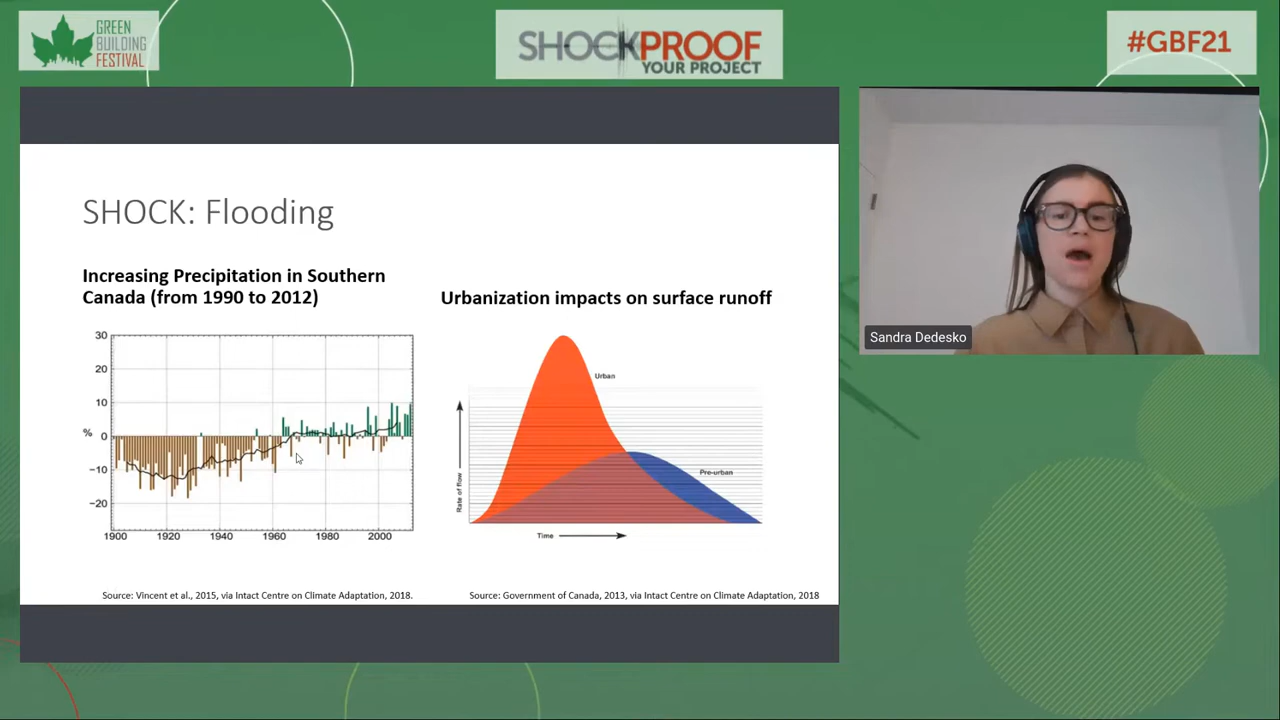 GREEN
BUILDING
FESTIVAL
SHOCKPROOF
YOUR PROJECT
#GBF21
SHOCK: Flooding
Increasing Precipitation in Southern
Canada (from 1990 to 2012)
30
20
10
%
0
−10
−20
1900 1920 1940 1960 1980 2000
Source: Vincent et al., 2015, via Intact Centre on Climate Adaptation, 2018.
Urbanization impacts on surface runoff
Urban
Pre-urban
Rate of flow
Time
Source: Government of Canada, 2013, via Intact Centre on Climate Adaptation, 2018
Sandra Dedesko